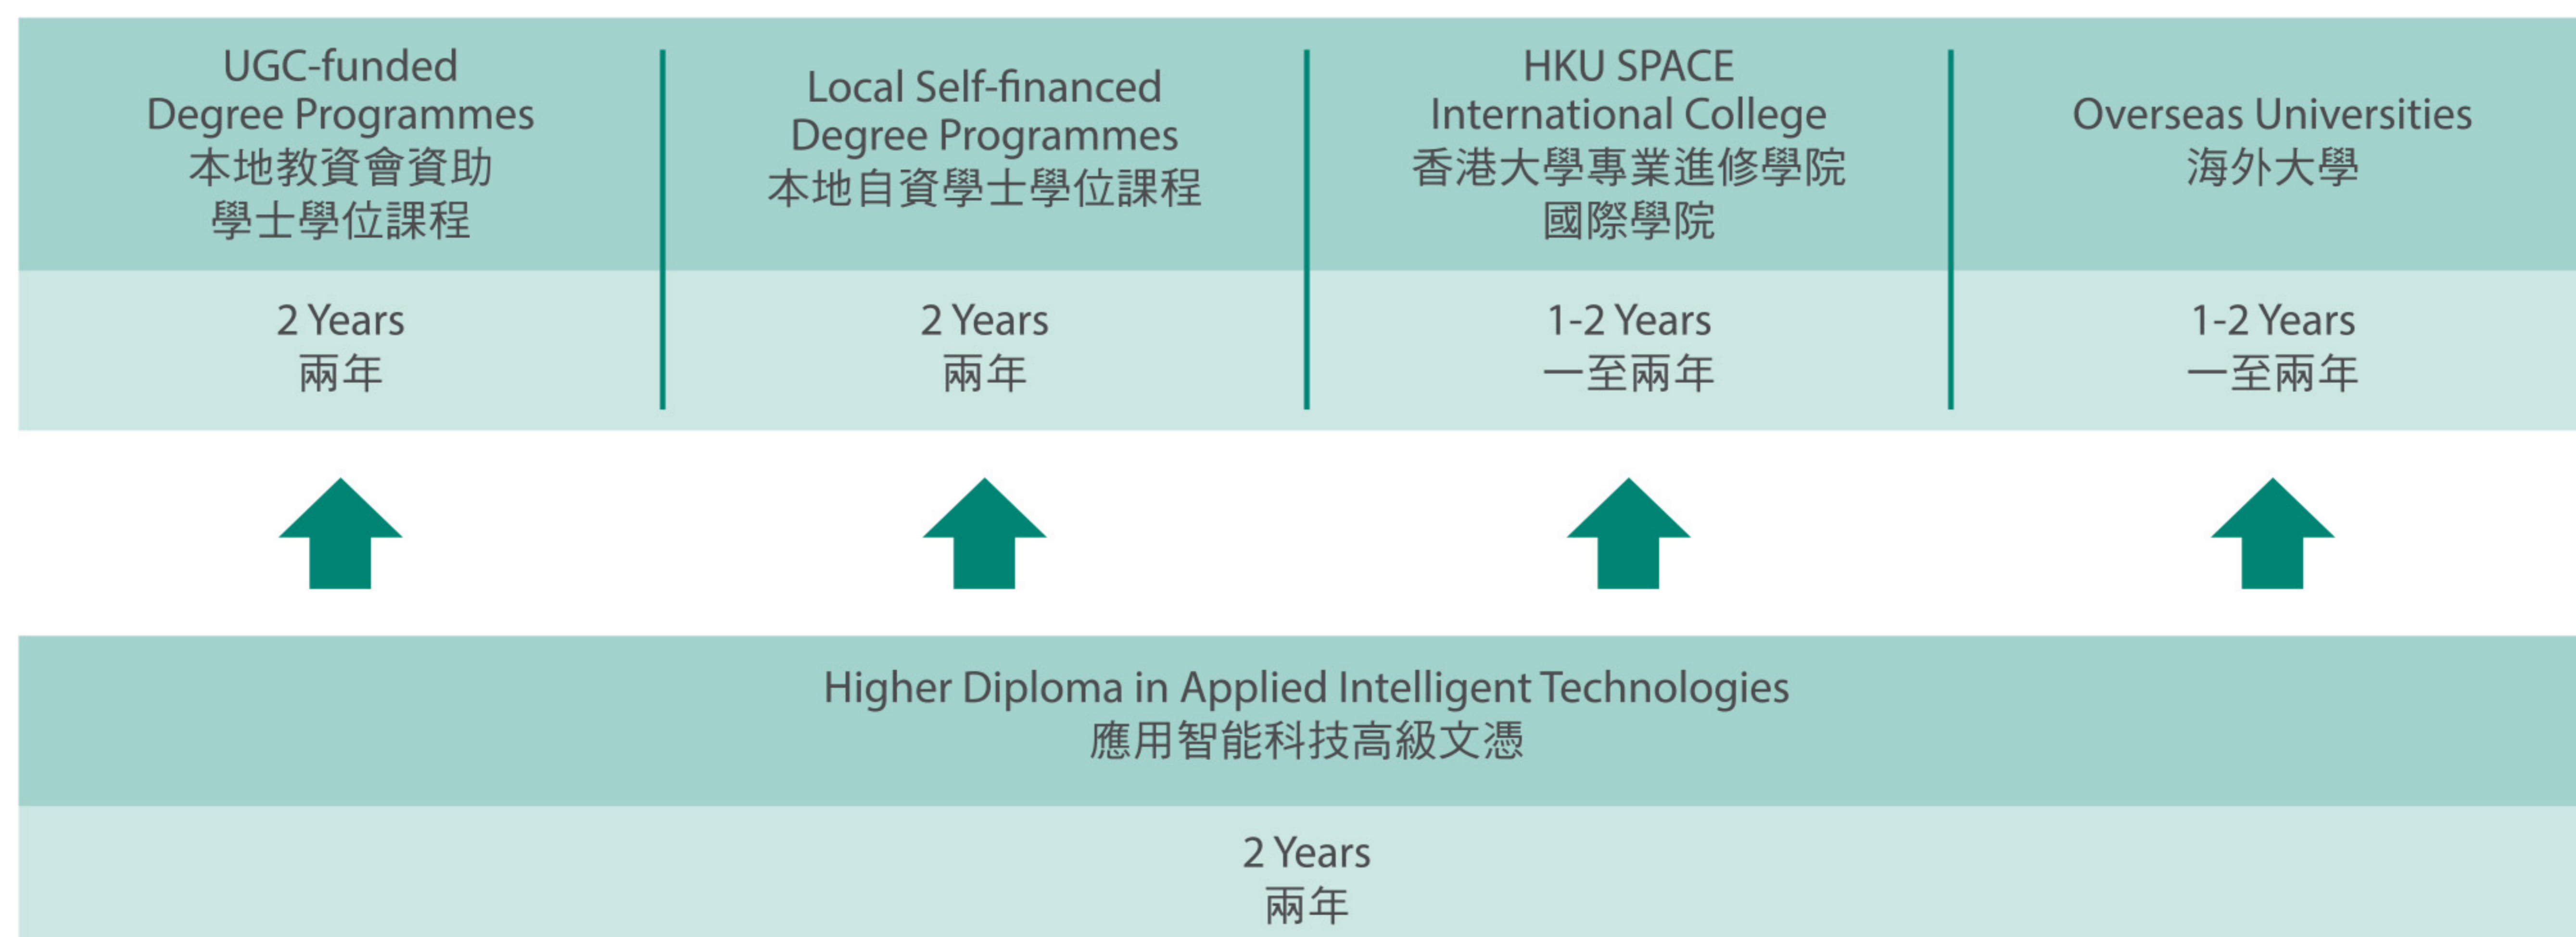 UGC-funded
Degree Programmes
本地教資會資助
學士學位課程
Local Self-financed
Degree Programmes
本地自資學士學位課程
HKU SPACE
International College
香港大學專業進修學院
國際學院
Overseas Universities
海外大學
2 Years
兩年
2 Years
兩年
1-2 Years
一至兩年
1-2 Years
一至兩年
Higher Diploma in Applied Intelligent Technologies
應用智能科技高級文憑
2 Years
兩年